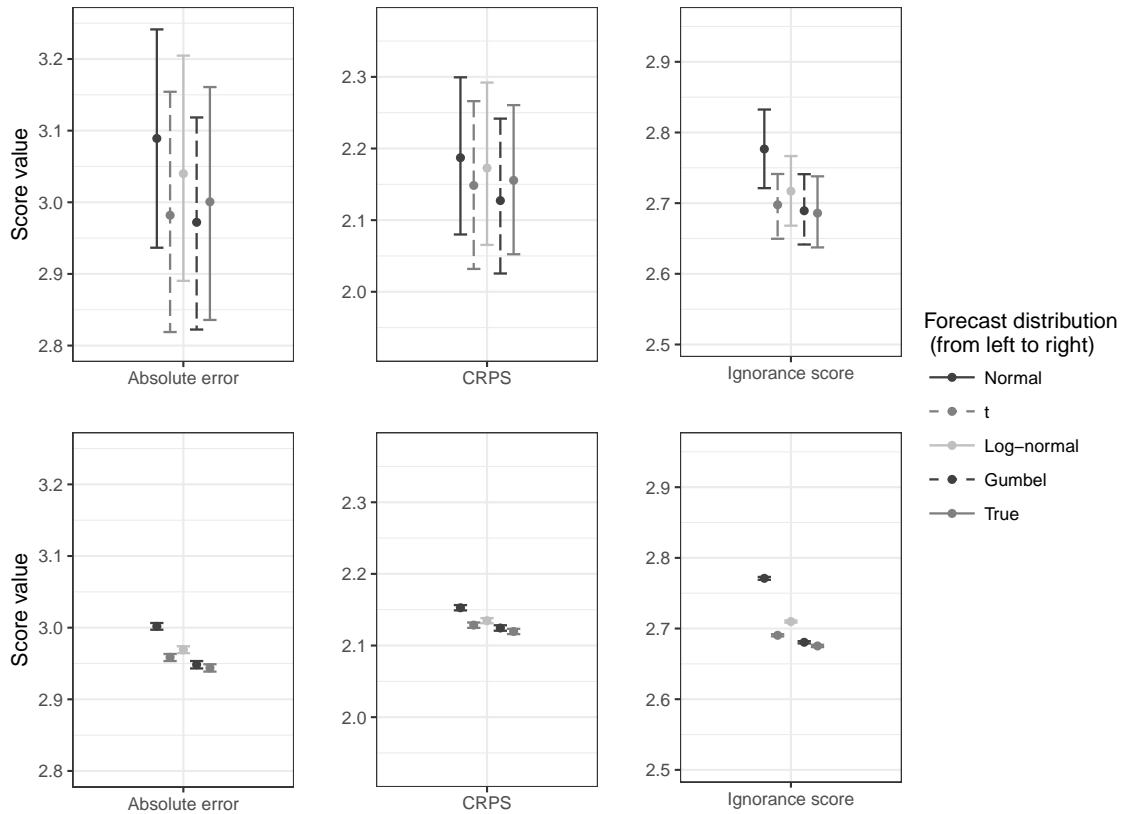 Score value
3.2
3.1
3.0
2.9
2.8
Absolute error
2.3
2.2
2.1
2.0
CRPS
2.9
2.8
2.7
2.6
2.5
Ignorance score
Forecast distribution
(from left to right)
Normal
t
Log−normal
Gumbel
True
Score value
3.2
3.1
3.0
2.9
2.8
Absolute error
2.3
2.2
2.1
2.0
CRPS
2.9
2.8
2.7
2.6
2.5
Ignorance score